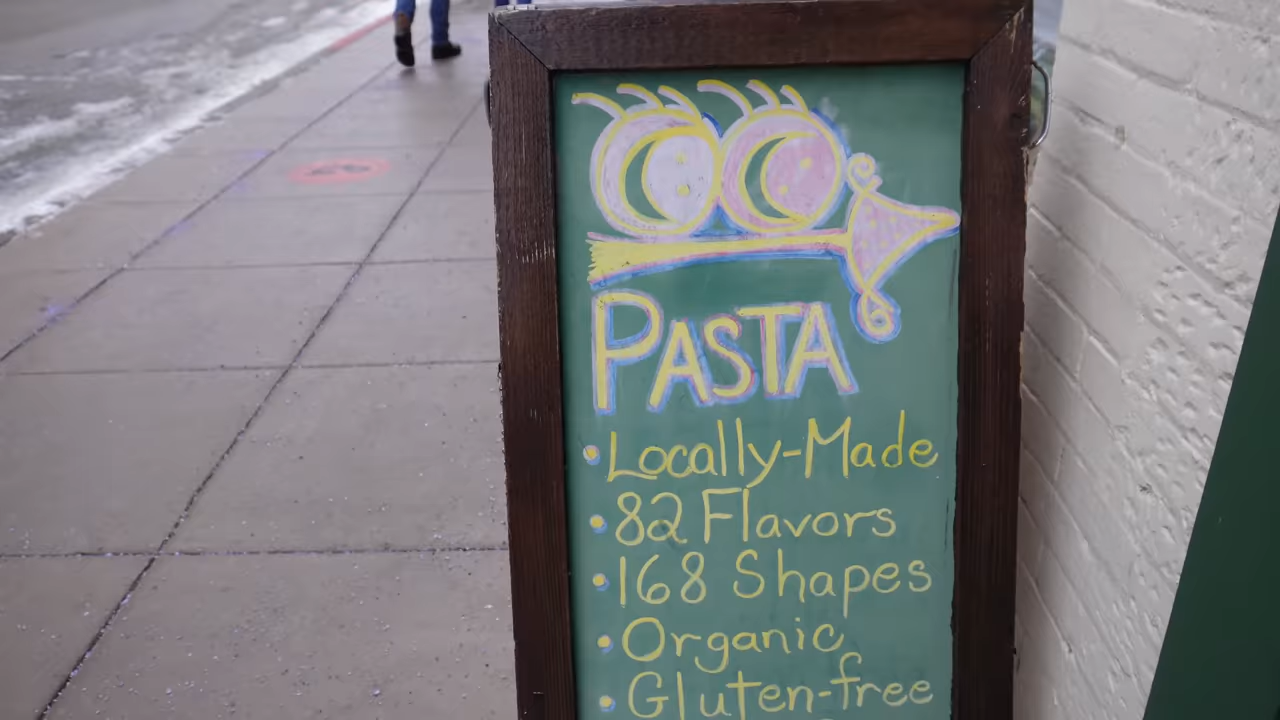 PASTA
• Locally-Made
• 82 Flavors
• 168 Shapes
• Organic
• Gluten-free